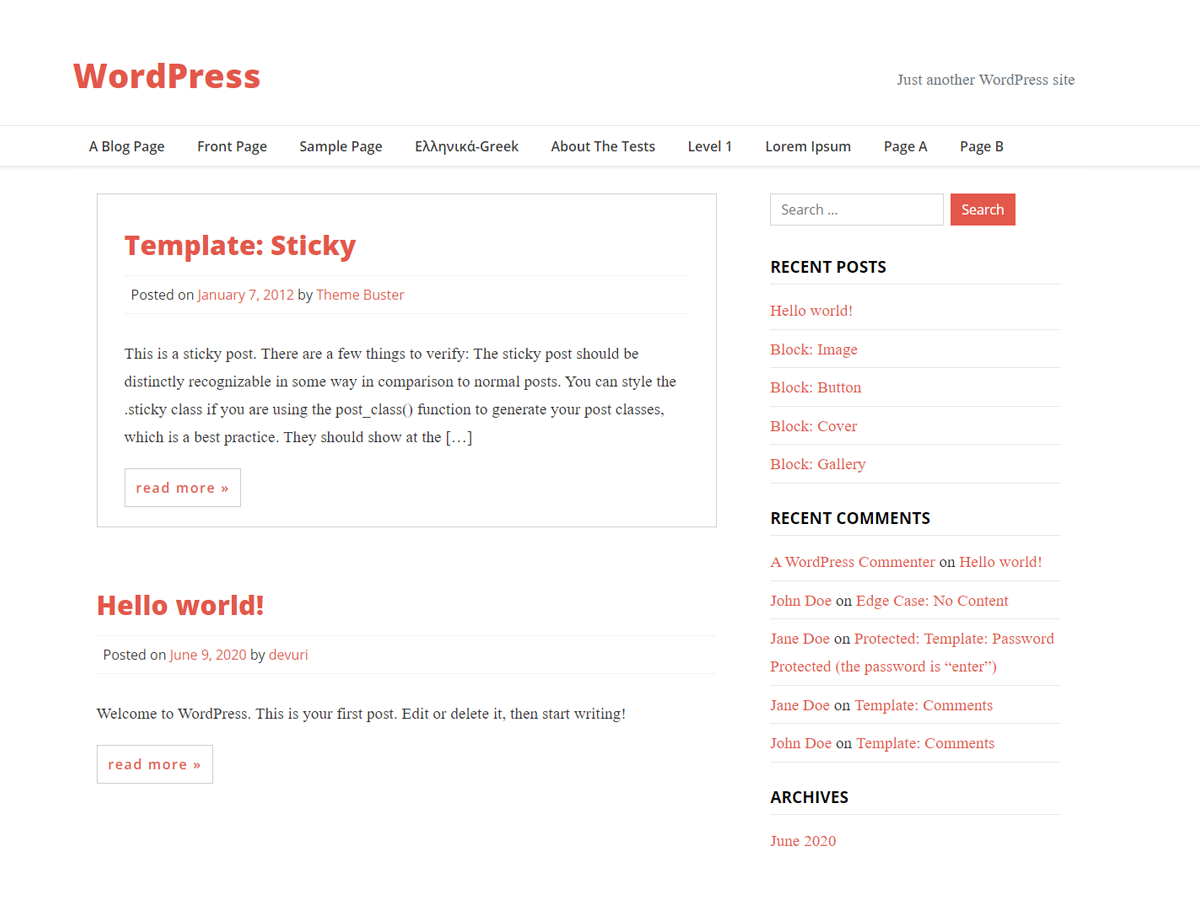 WordPress
Just another WordPress site
A Blog Page Front Page Sample Page Ελληνικά-Greek About The Tests Level 1 Lorem Ipsum Page A Page B
Template: Sticky
Posted on January 7, 2012 by Theme Buster
This is a sticky post. There are a few things to verify: The sticky post should be
distinctly recognizable in some way in comparison to normal posts. You can style the
.sticky class if you are using the post_class() function to generate your post classes,
which is a best practice. They should show at the […]
read more »
Hello world!
Posted on June 9, 2020 by devuri
Welcome to WordPress. This is your first post. Edit or delete it, then start writing!
read more »
Search …
Search
RECENT POSTS
Hello world!
Block: Image
Block: Button
Block: Cover
Block: Gallery
RECENT COMMENTS
A WordPress Commenter on Hello world!
John Doe on Edge Case: No Content
Jane Doe on Protected: Template: Password
Protected (the password is “enter”)
Jane Doe on Template: Comments
John Doe on Template: Comments
ARCHIVES
June 2020